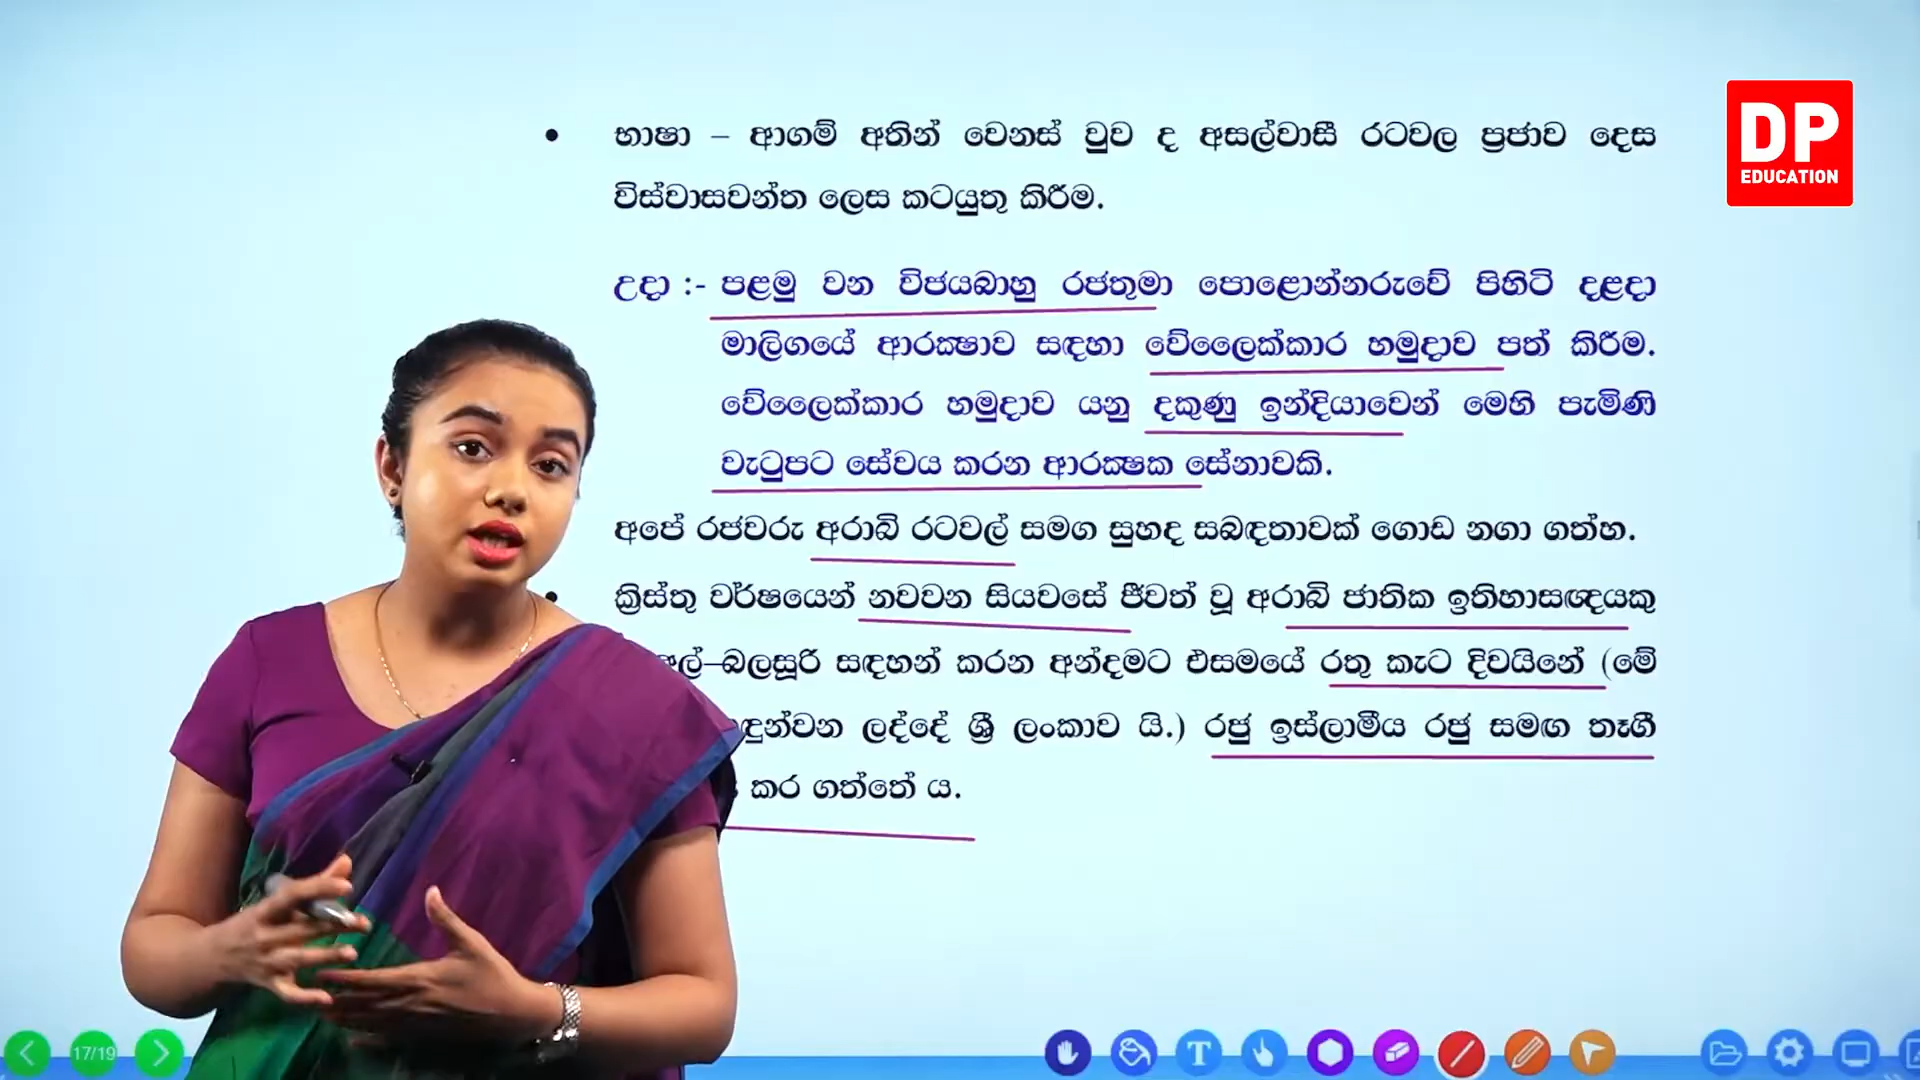 DP
EDUCATION
• භාෂා – ආගම් අතින් වෙනස් වුව ද අසල්වාසී රටවල ප්‍රජාව දෙස
විස්වාසවන්ත ලෙස කටයුතු කිරීම.
උදා :- පළමු වන විජයබාහු රජතුමා පොළොන්නරුවේ පිහිටි දළදා
මාලිගයේ ආරක්‍ෂාව සඳහා වේලෛක්කාර හමුදාව පත් කිරීම.
වේලෛක්කාර හමුදාව යනු දකුණු ඉන්දියාවෙන් මෙහි පැමිණි
වැටුපට සේවය කරන ආරක්‍ෂක සේනාවකි.
අපේ රජවරු අරාබි රටවල් සමග සුහද සබඳතාවක් ගොඩ නගා ගත්හ.
• ක්‍රිස්තු වර්ෂයෙන් නවවන සියවසේ ජීවත් වූ අරාබි ජාතික ඉතිහාසඥයකු
අල්–බලසූරි සඳහන් කරන අන්දමට එසමයේ රතු කැට දිවයිනේ (මේ
ලද්දේ ශ්‍රී ලංකාව යි.) රජු ඉස්ලාමීය රජු සමඟ තෑගී
කර ගත්තේ ය.
17/19